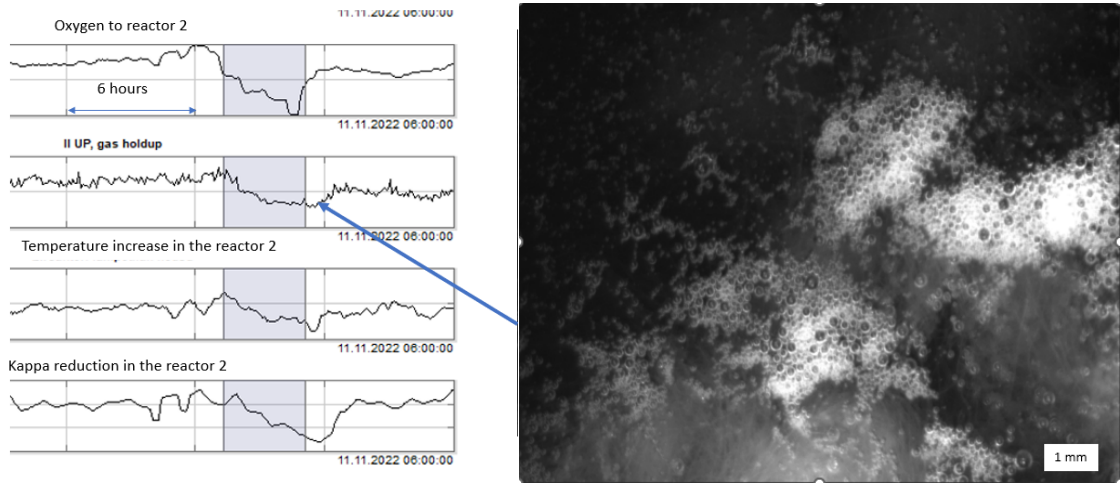 11.11.2022 06:00:00
Oxygen to reactor 2
6 hours
11.11.2022 06:00:00
II UP, gas holdup
11.11.2022 06:00:00
Temperature increase in the reactor 2
11.11.2022 06:00:00
Kappa reduction in the reactor 2
11.11.2022 06:00:00
1 mm